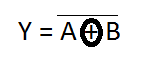 Y = A⊕B